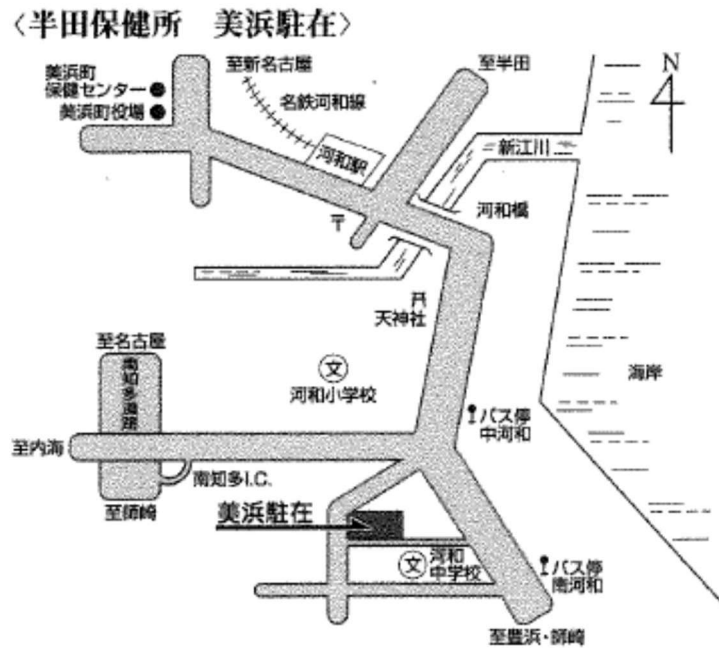 〈半田保健所 美浜駐在〉
美浜町
保健センター
美浜町役場
至新名古屋
名鉄河和線
河和駅
至半田
N
新江川
河和橋
〒
天神社
至名古屋
南知多道路
文
河和小学校
海岸
バス停
中河和
至内海
南知多I.C.
至師崎
美浜駐在
文
河和
中学校
バス停
南河和
至豊浜・師崎